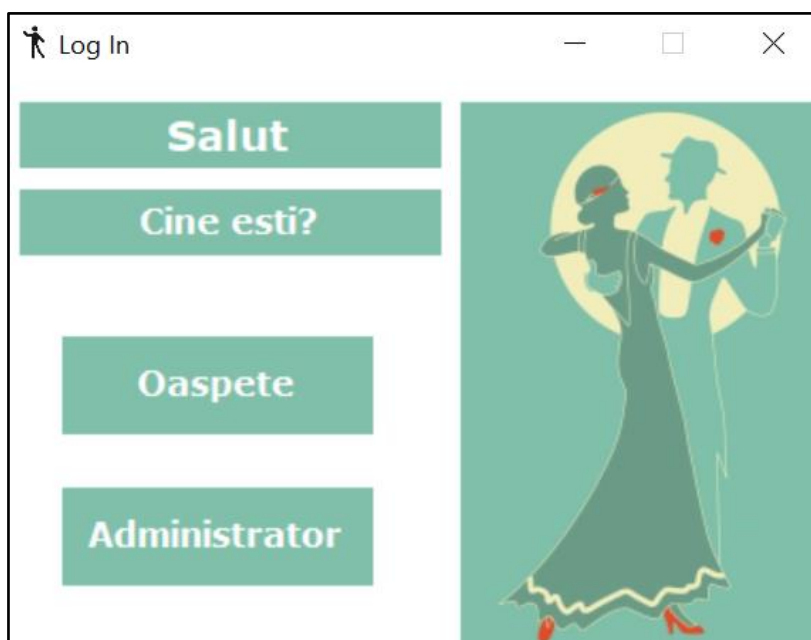 Log In
Salut
Cine esti?
Oaspete
Administrator